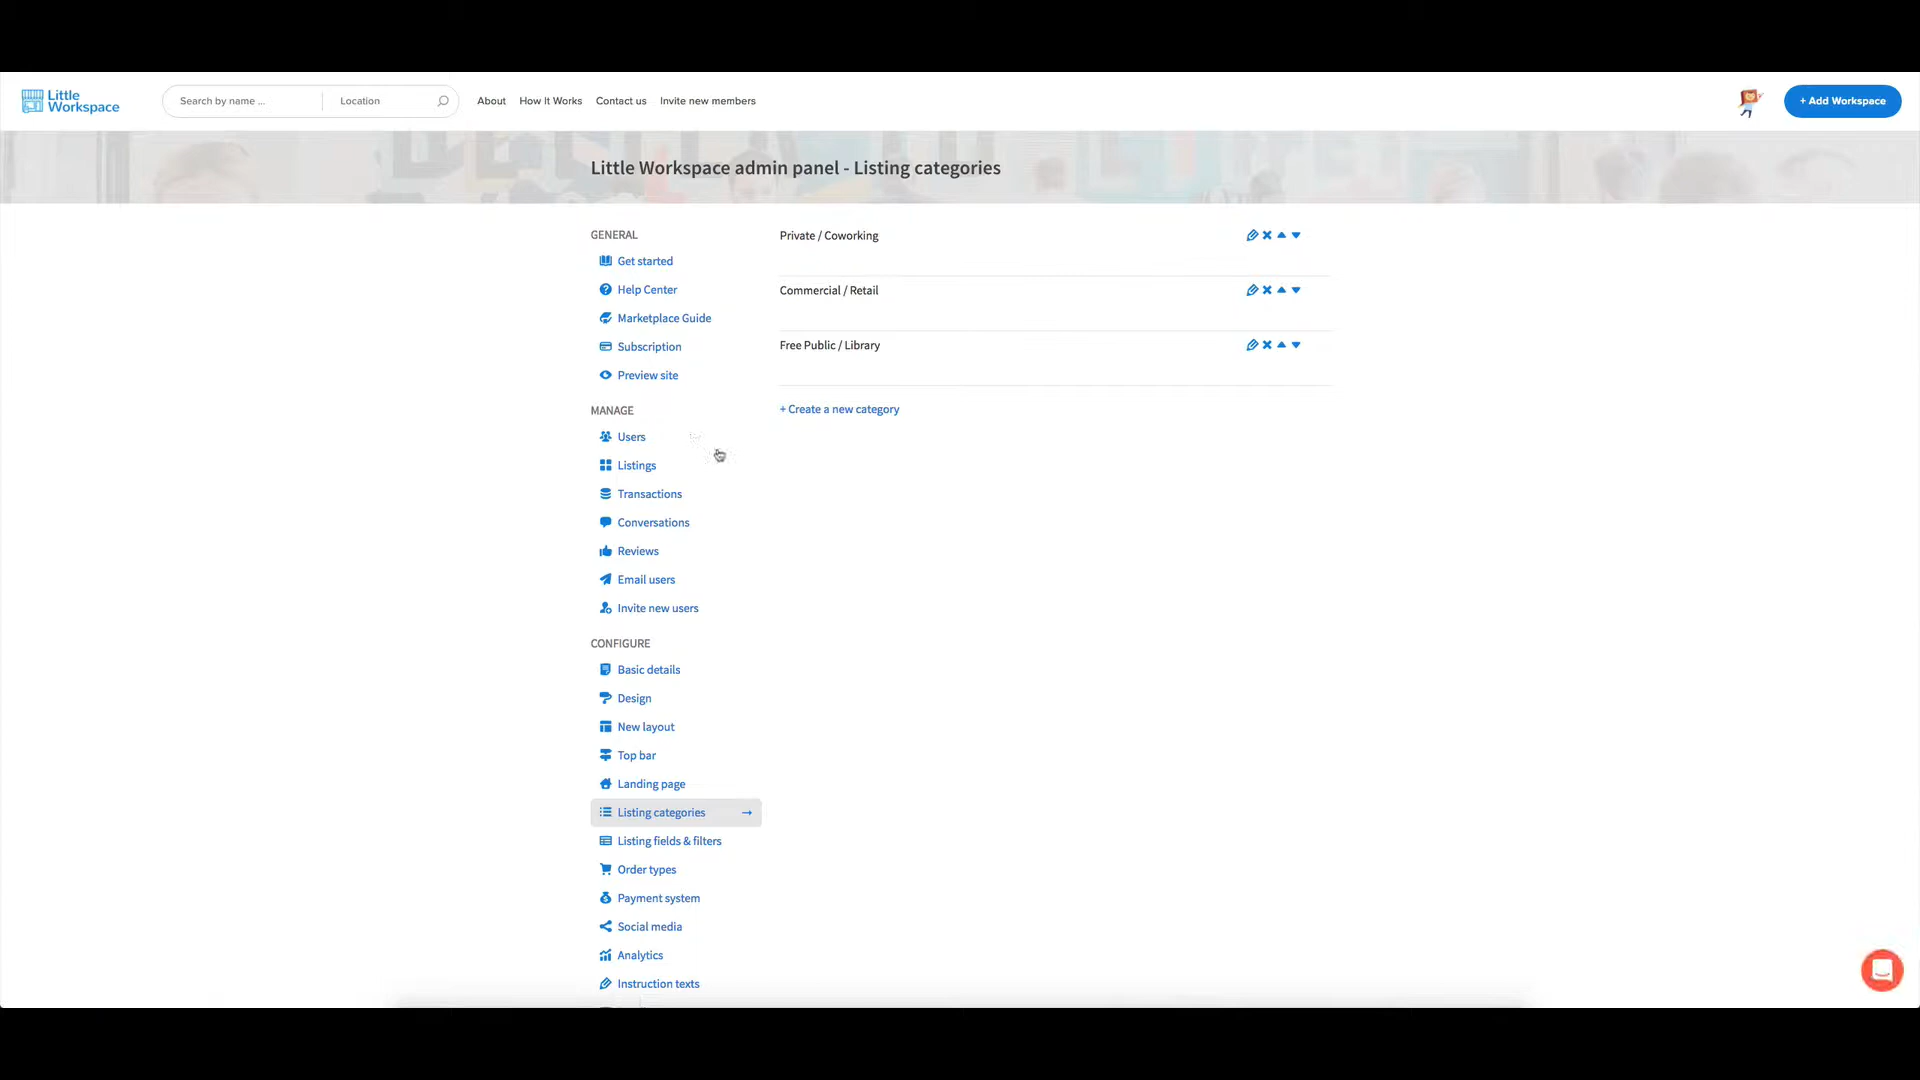 Little
Workspace
Search by name ...
Location
About
How It Works
Contact us
Invite new members
+ Add Workspace
Little Workspace admin panel - Listing categories
GENERAL
Get started
Help Center
Marketplace Guide
Subscription
Preview site
MANAGE
Users
Listings
Transactions
Conversations
Reviews
Email users
Invite new users
CONFIGURE
Basic details
Design
New layout
Top bar
Landing page
Listing categories
Listing fields & filters
Order types
Payment system
Social media
Analytics
Instruction texts
Private / Coworking
Commercial / Retail
Free Public / Library
+ Create a new category